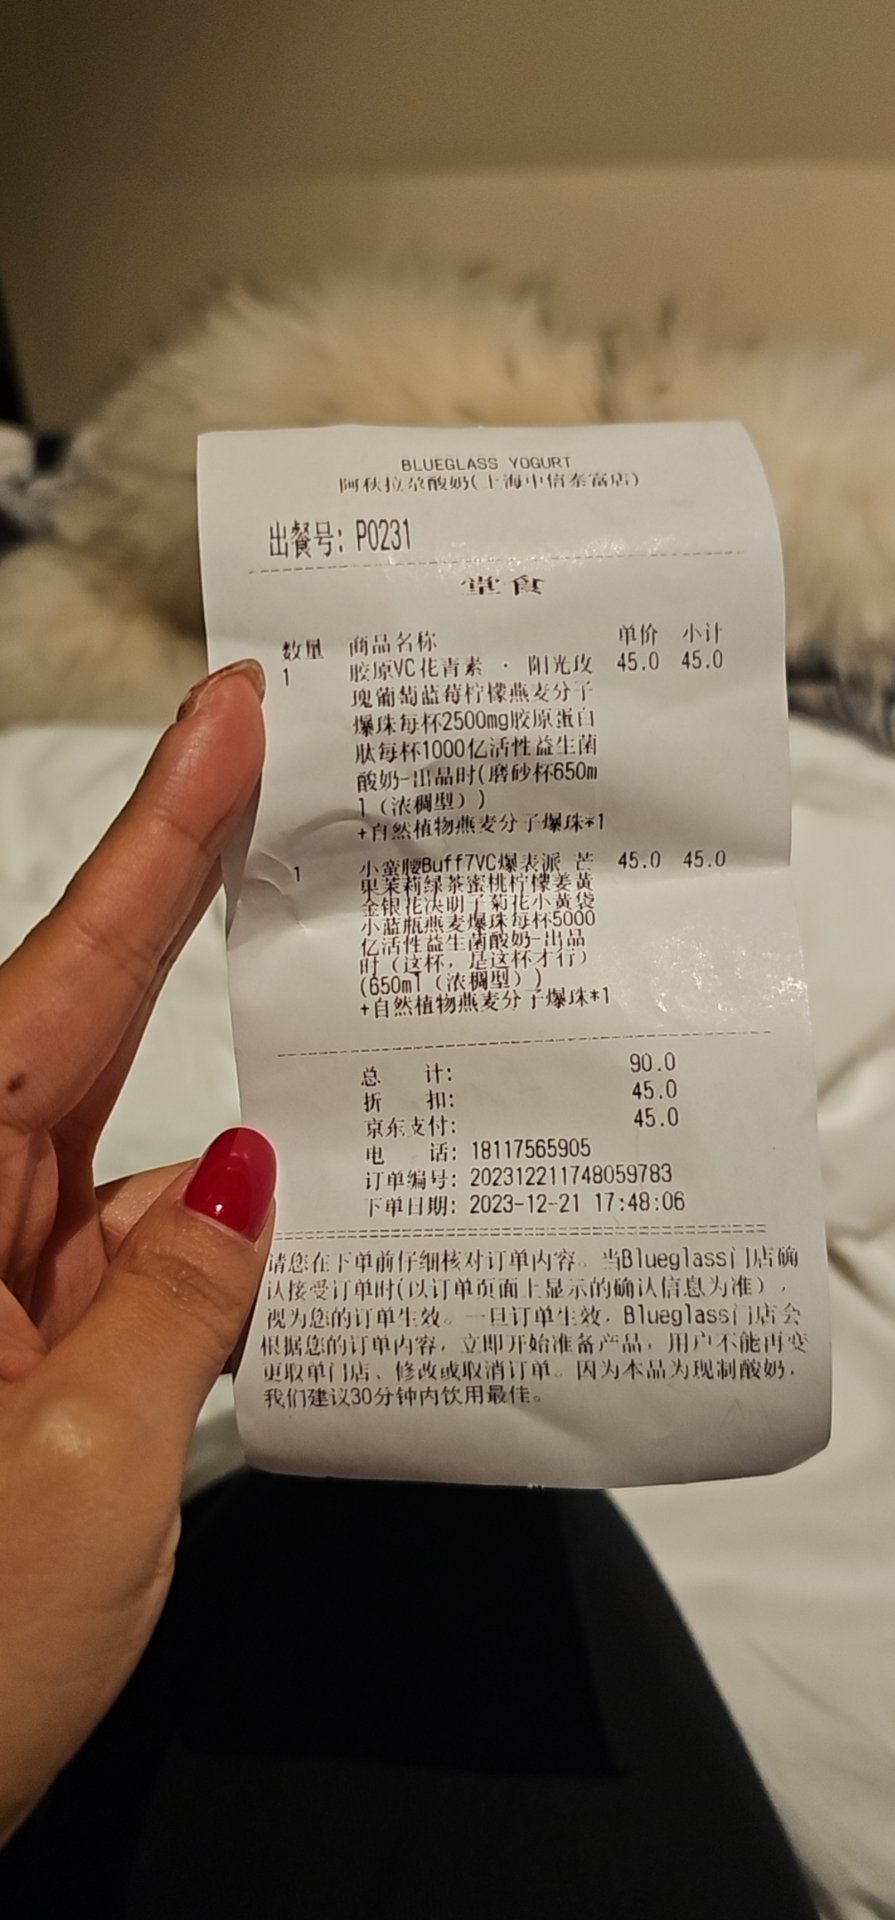 BLUEGLASS YOGURT
阿秋拉尕酸奶(上海中信泰富店)
出餐号: P0231
堂食
数量 商品名称 单价 小计
1 胶原VC花青素 · 阳光玫 45.0 45.0
瑰葡萄蓝莓柠檬燕麦分子
爆珠每杯2500mg胶原蛋白
肽每杯1000亿活性益生菌
酸奶-出品时(磨砂杯650m
l（浓稠型）)
+自然植物燕麦分子爆珠*1
1 小蛮腰Buff7VC爆表派 芒 45.0 45.0
果茉莉绿茶蜜桃柠檬姜黄
金银花决明子菊花小黄袋
小蓝瓶燕麦爆珠每杯5000
亿活性益生菌酸奶-出品
时（这杯，是这杯才行）
(650ml（浓稠型）)
+自然植物燕麦分子爆珠*1
总 计: 90.0
折 扣: 45.0
京东支付: 45.0
电 话: 18117565905
订单编号: 202312211748059783
下单日期: 2023-12-21 17:48:06
请您在下单前仔细核对订单内容。当Blueglass门店确
认接受订单时(以订单页面上显示的确认信息为准)，
视为您的订单生效。一旦订单生效，Blueglass门店会
根据您的订单内容，立即开始准备产品，用户不能再变
更取单门店、修改或取消订单。因为本品为现制酸奶，
我们建议30分钟内饮用最佳。